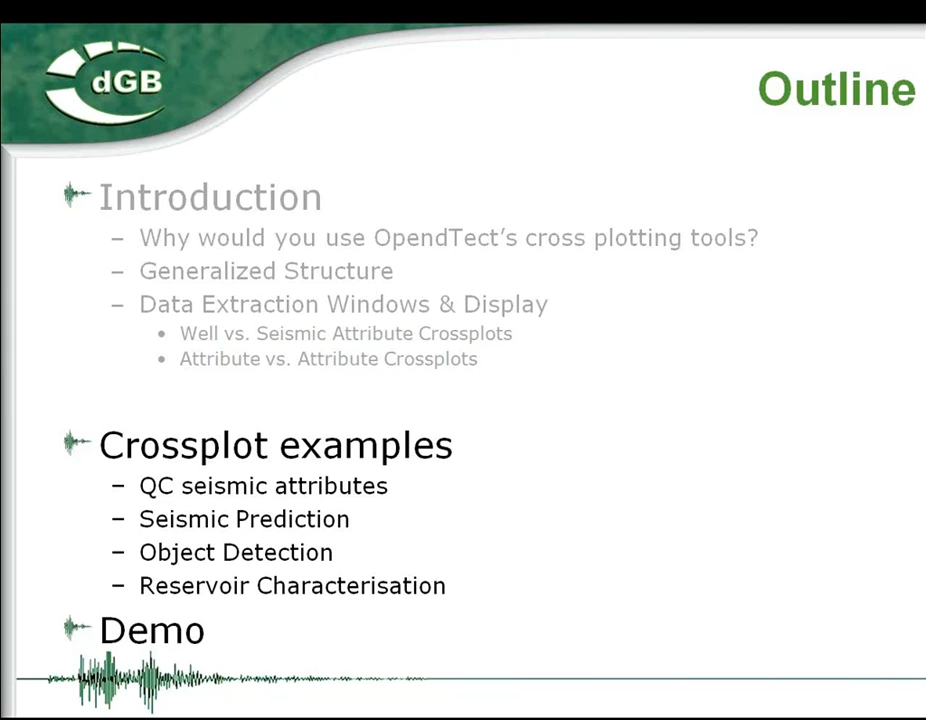 dGB
Outline
Introduction
– Why would you use OpendTect’s cross plotting tools?
– Generalized Structure
– Data Extraction Windows & Display
• Well vs. Seismic Attribute Crossplots
• Attribute vs. Attribute Crossplots
Crossplot examples
– QC seismic attributes
– Seismic Prediction
– Object Detection
– Reservoir Characterisation
Demo